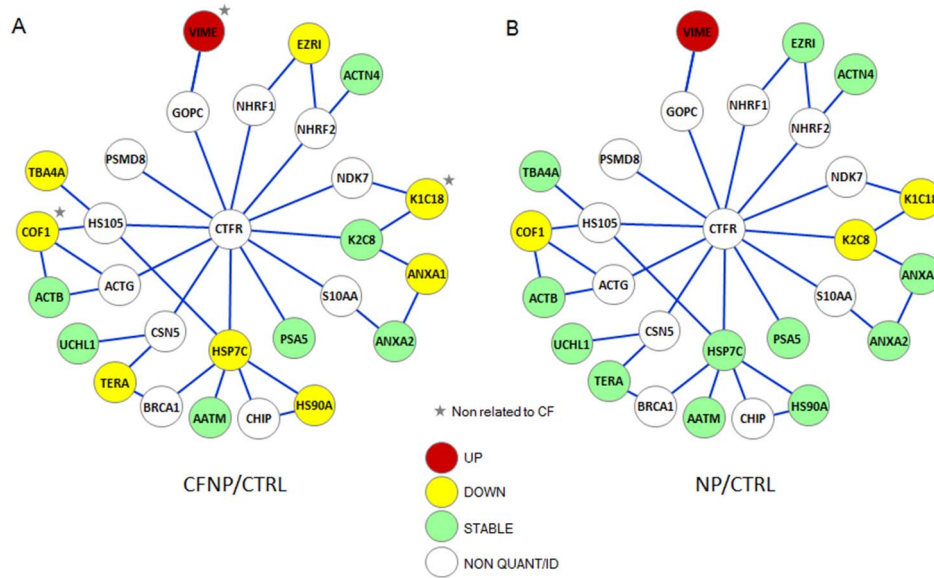 A
VIME
EZRI
ACTN4
NHRF1
GOPC
NHRF2
PSMD8
NDK7
TBA4A
K1C18
HS105
CTFR
COF1
K2C8
ANXA1
ACTG
S10AA
ACTB
CSN5
UCHL1
PSA5
ANXA2
HSP7C
TERA
BRCA1
HS90A
AATM
CHIP
CFNP/CTRL
B
VIME
EZRI
ACTN4
NHRF1
GOPC
NHRF2
PSMD8
NDK7
TBA4A
K1C18
HS105
CTFR
COF1
K2C8
ANXA
ACTG
S10AA
ACTB
CSN5
UCHL1
PSA5
ANXA2
HSP7C
TERA
BRCA1
HS90A
AATM
CHIP
NP/CTRL
Non related to CF
UP
DOWN
STABLE
NON QUANT/ID